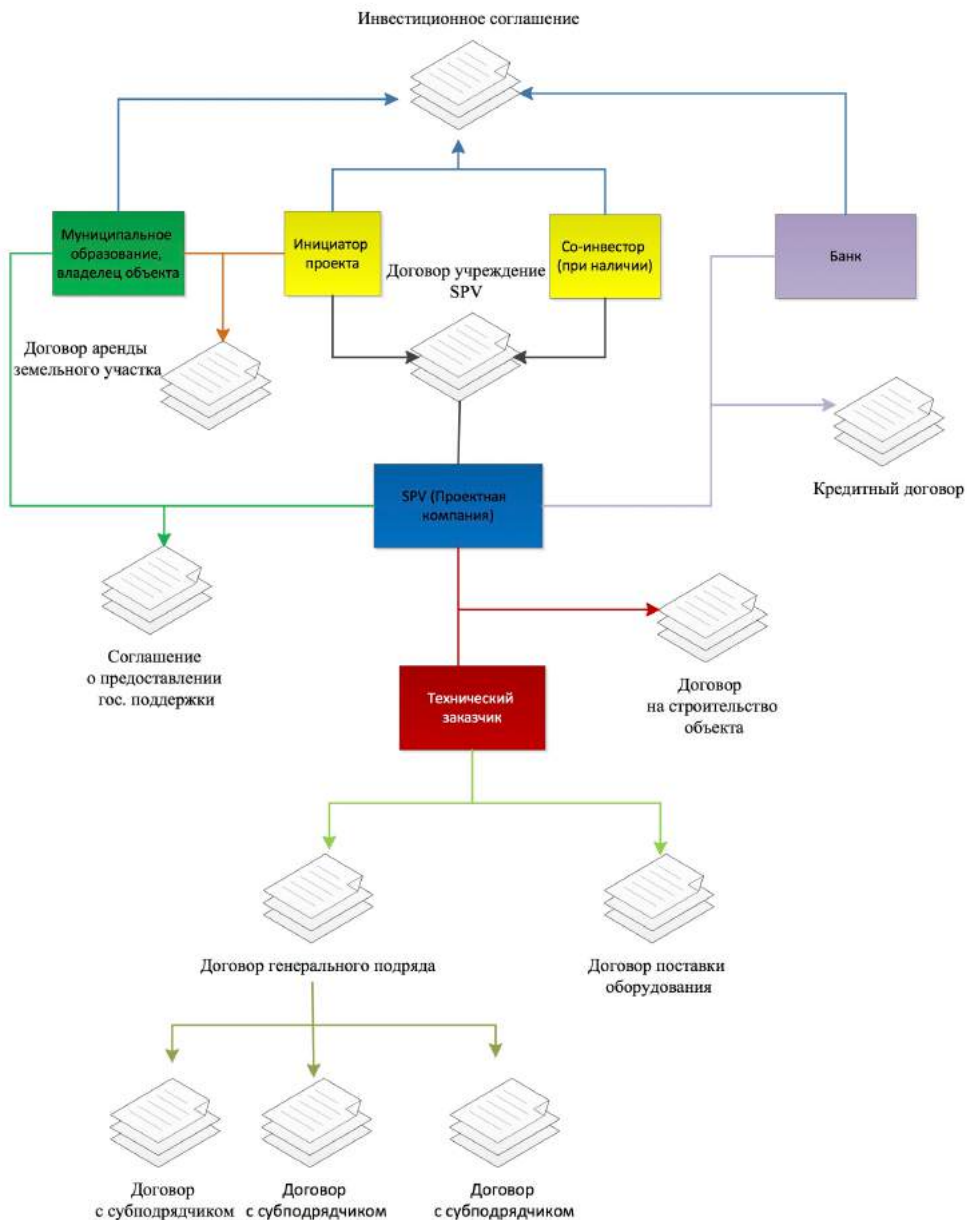 Инвестиционное соглашение
Муниципальное
образование,
владелец объекта
Инициатор
проекта
Со-инвестор
(при наличии)
Банк
Договор учреждение
SPV
Договор аренды
земельного участка
Кредитный договор
SPV (Проектная
компания)
Соглашение
о предоставлении
гос. поддержки
Технический
заказчик
Договор
на строительство
объекта
Договор генерального подряда
Договор поставки
оборудования
Договор
с субподрядчиком
Договор
с субподрядчиком
Договор
с субподрядчиком